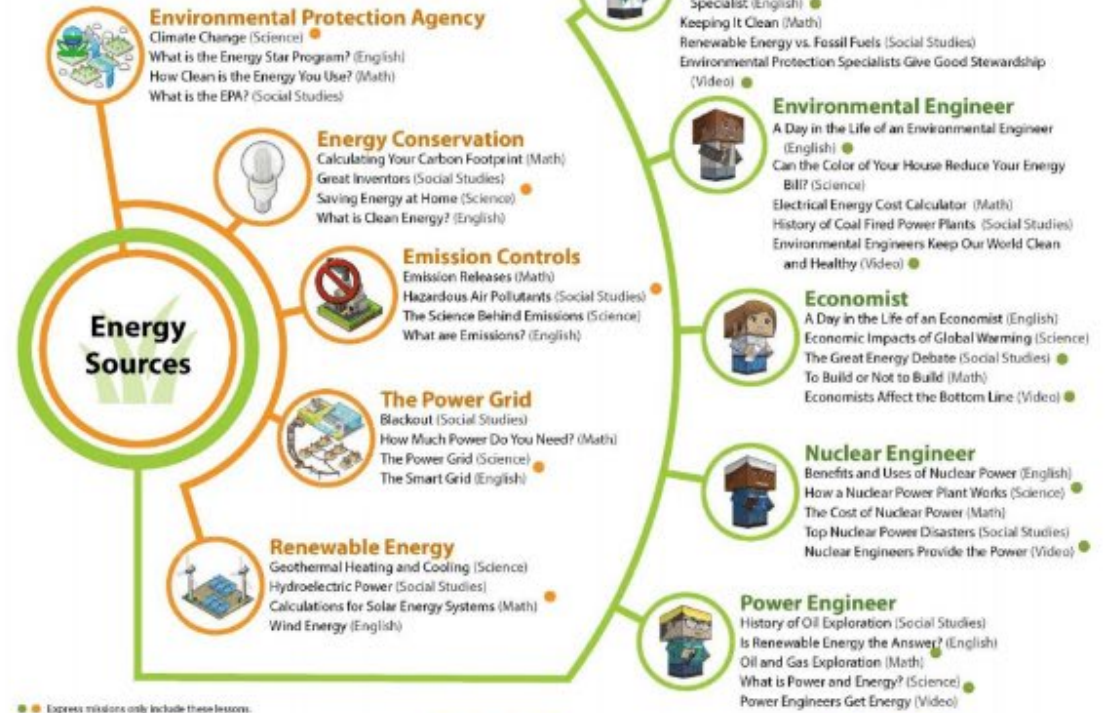 Environmental Protection Agency
Climate Change (Science)
What is the Energy Star Program? (English)
How Clean is the Energy You Use? (Math)
What is the EPA? (Social Studies)
Energy Conservation
Calculating Your Carbon Footprint (Math)
Great Inventors (Social Studies)
Saving Energy at Home (Science)
What is Clean Energy? (English)
Emission Controls
Emission Releases (Math)
Hazardous Air Pollutants (Social Studies)
The Science Behind Emissions (Science)
What are Emissions? (English)
Energy
Sources
The Power Grid
Blackout (Social Studies)
How Much Power Do You Need? (Math)
The Power Grid (Science)
The Smart Grid (English)
Renewable Energy
Geothermal Heating and Cooling (Science)
Hydroelectric Power (Social Studies)
Calculations for Solar Energy Systems (Math)
Wind Energy (English)
Specialist (English)
Keeping It Clean (Math)
Renewable Energy vs. Fossil Fuels (Social Studies)
Environmental Protection Specialists Give Good Stewardship
(Video)
Environmental Engineer
A Day in the Life of an Environmental Engineer
(English)
Can the Color of Your House Reduce Your Energy
Bill? (Science)
Electrical Energy Cost Calculator (Math)
History of Coal Fired Power Plants (Social Studies)
Environmental Engineers Keep Our World Clean
and Healthy (Video)
Economist
A Day in the Life of an Economist (English)
Economic Impacts of Global Warming (Science)
The Great Energy Debate (Social Studies)
To Build or Not to Build (Math)
Economists Affect the Bottom Line (Video)
Nuclear Engineer
Benefits and Uses of Nuclear Power (English)
How a Nuclear Power Plant Works (Science)
The Cost of Nuclear Power (Math)
Top Nuclear Power Disasters (Social Studies)
Nuclear Engineers Provide the Power (Video)
Power Engineer
History of Oil Exploration (Social Studies)
Is Renewable Energy the Answer? (English)
Oil and Gas Exploration (Math)
What is Power and Energy? (Science)
Power Engineers Get Energy (Video)
Express missions only include these lessons.